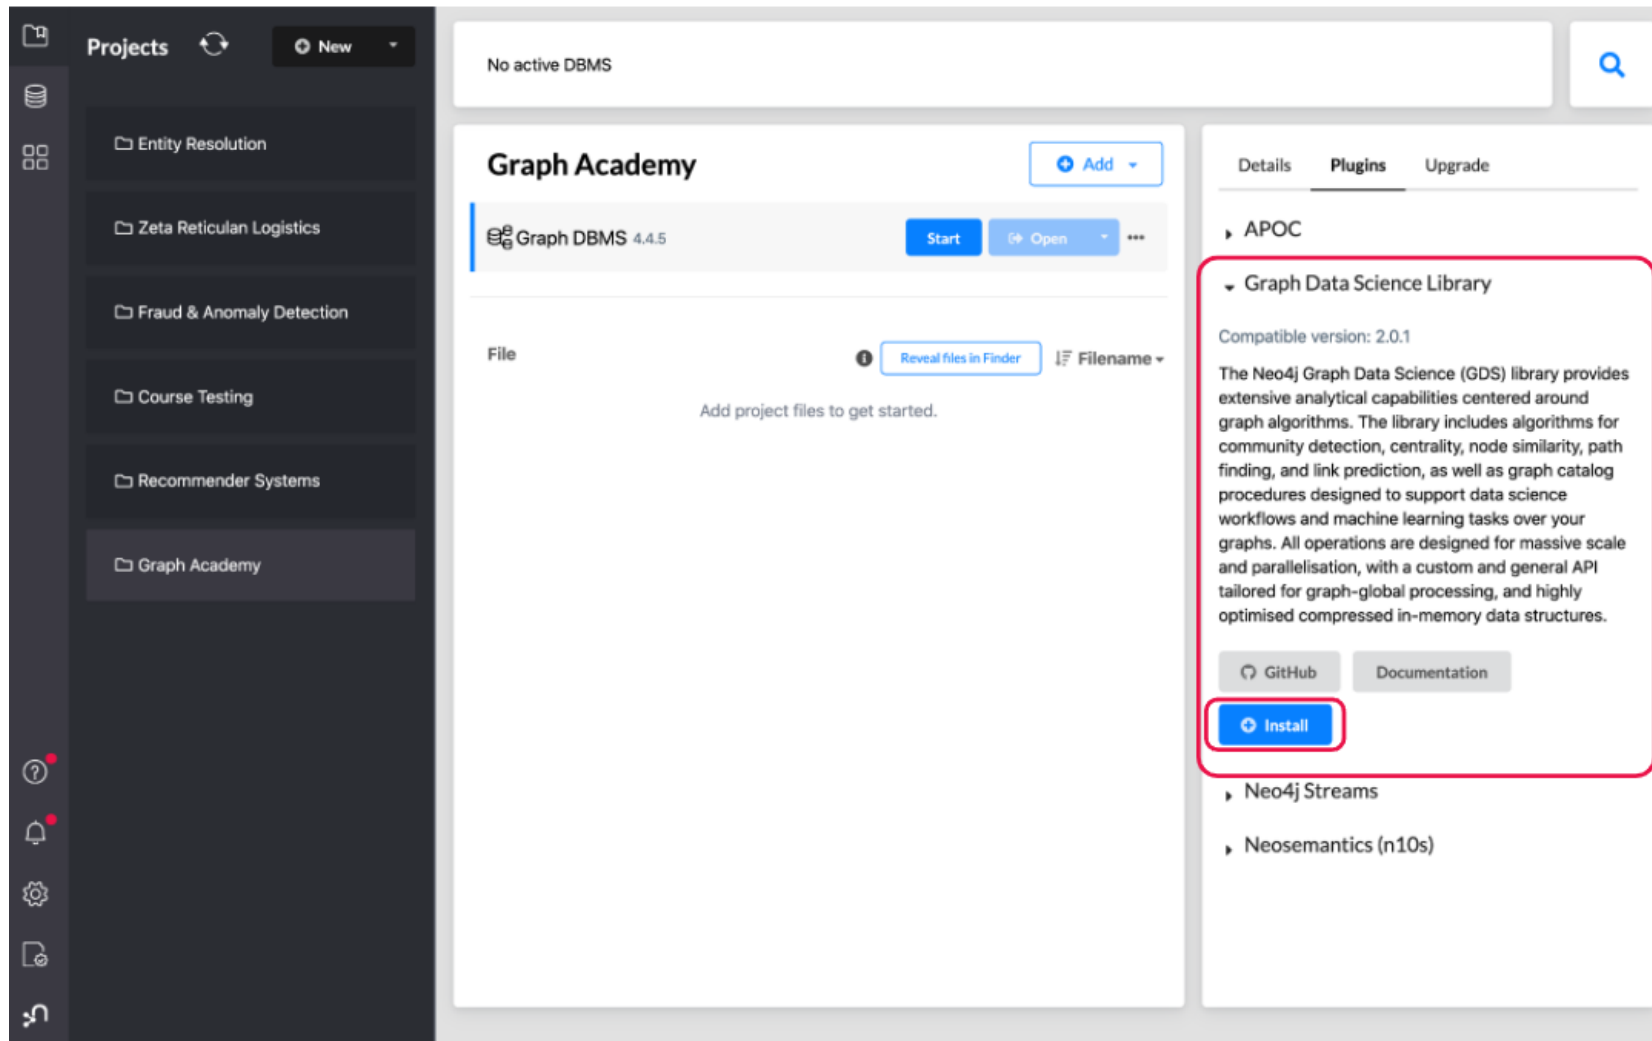 Projects
New
Entity Resolution
Zeta Reticulan Logistics
Fraud & Anomaly Detection
Course Testing
Recommender Systems
Graph Academy
No active DBMS
Graph Academy
Add
Graph DBMS 4.4.5
Start
Open
File
Reveal files in Finder
Filename
Add project files to get started.
Details Plugins Upgrade
APOC
Graph Data Science Library
Compatible version: 2.0.1
The Neo4j Graph Data Science (GDS) library provides
extensive analytical capabilities centered around
graph algorithms. The library includes algorithms for
community detection, centrality, node similarity, path
finding, and link prediction, as well as graph catalog
procedures designed to support data science
workflows and machine learning tasks over your
graphs. All operations are designed for massive scale
and parallelisation, with a custom and general API
tailored for graph-global processing, and highly
optimised compressed in-memory data structures.
GitHub
Documentation
Install
Neo4j Streams
Neosemantics (n10s)